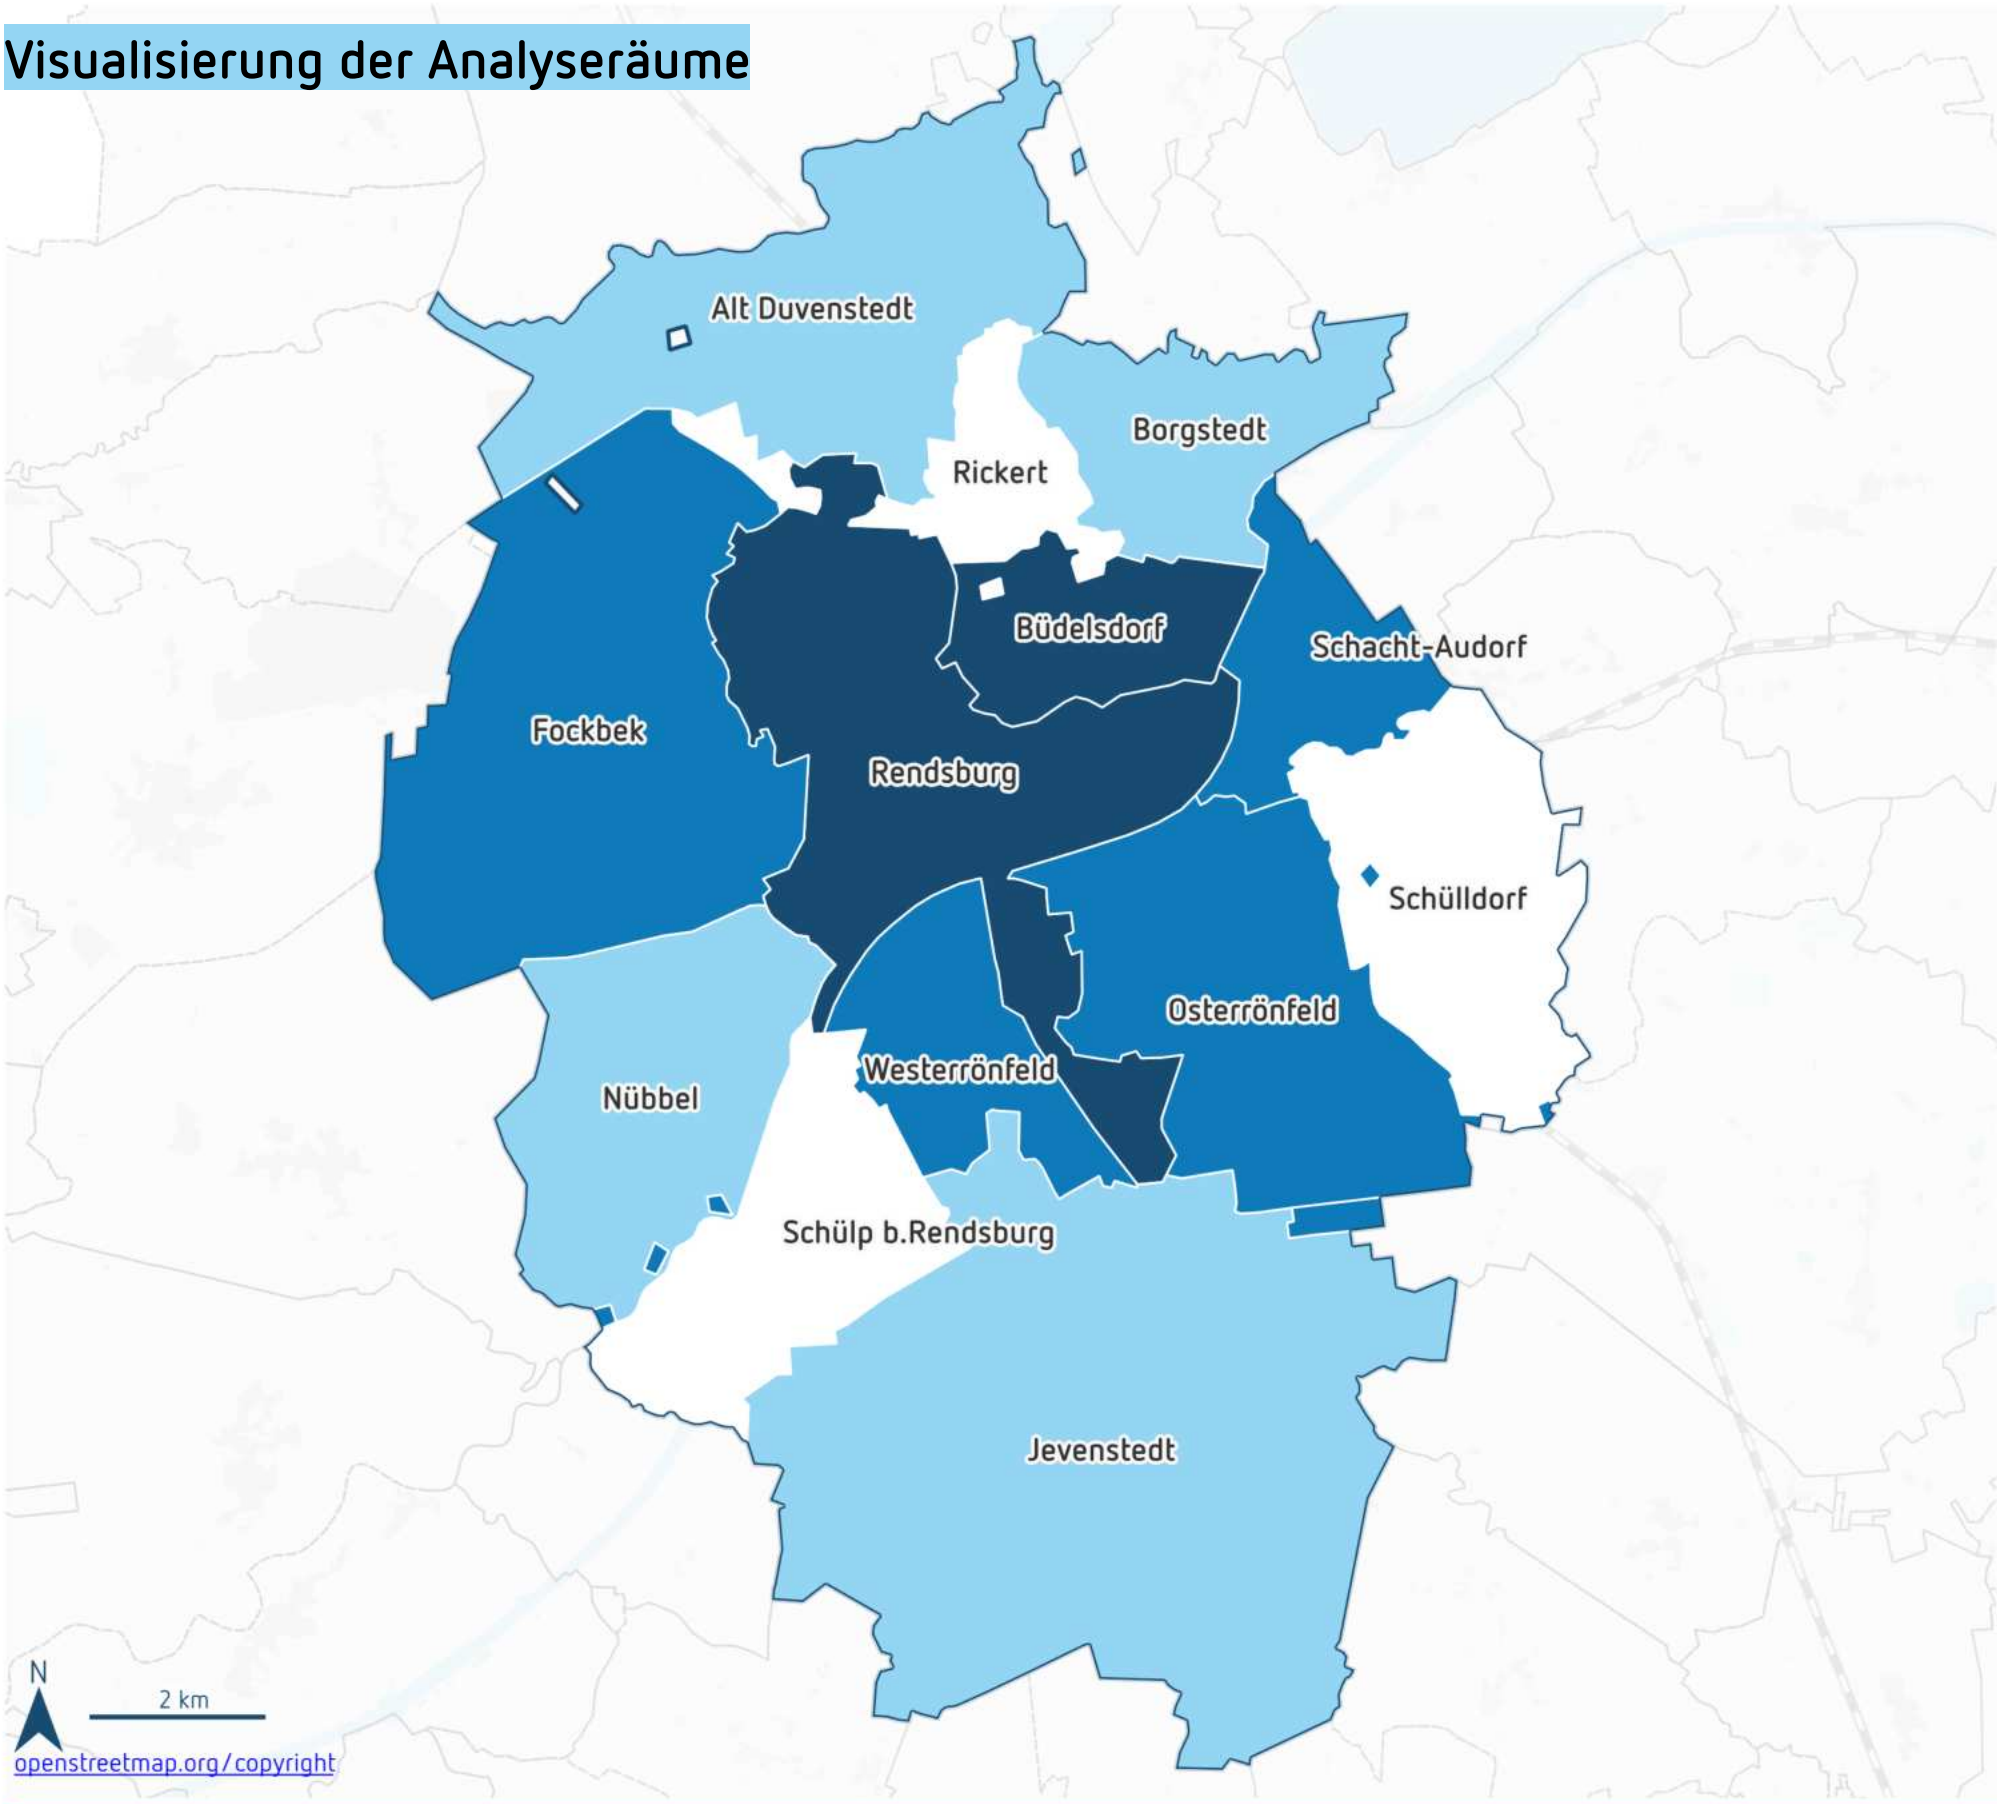 Visualisierung der Analyseräume
Alt Duvenstedt
Borgstedt
Rickert
Büdelsdorf
Schacht-Audorf
Fockbek
Rendsburg
Schülldorf
Osterrönfeld
Westerrönfeld
Nübbel
Schülp b.Rendsburg
Jevenstedt
N
2 km
openstreetmap.org/copyright